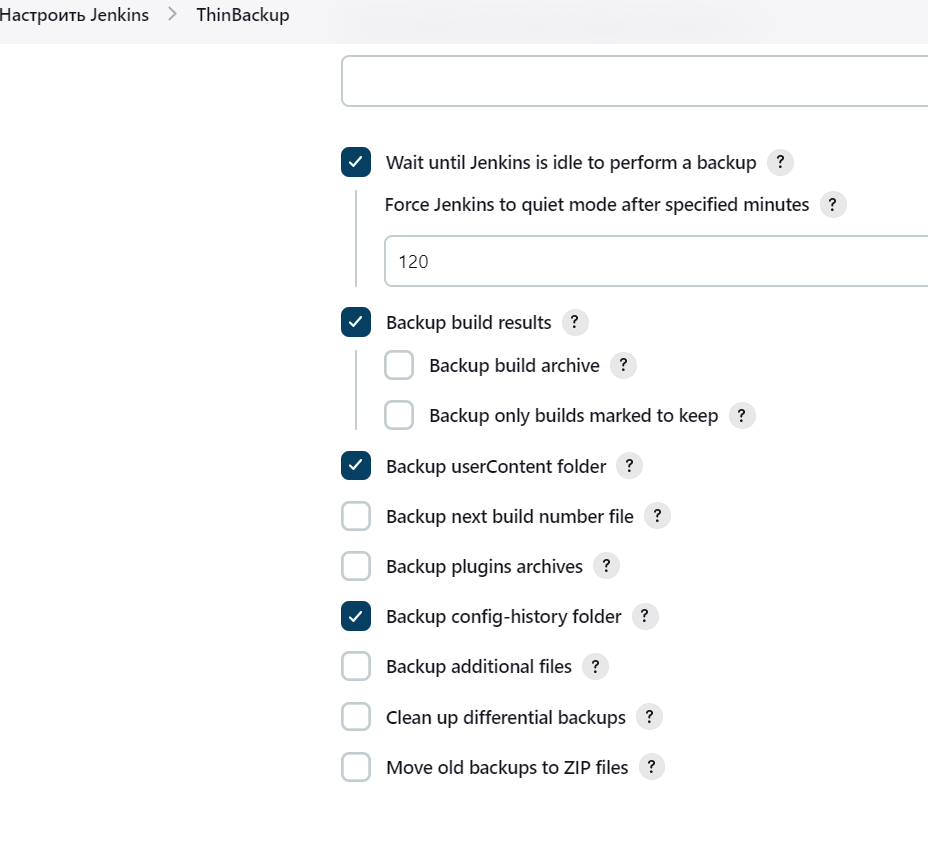 Настроить Jenkins > ThinBackup
Wait until Jenkins is idle to perform a backup ?
Force Jenkins to quiet mode after specified minutes ?
120
Backup build results ?
Backup build archive ?
Backup only builds marked to keep ?
Backup userContent folder ?
Backup next build number file ?
Backup plugins archives ?
Backup config-history folder ?
Backup additional files ?
Clean up differential backups ?
Move old backups to ZIP files ?